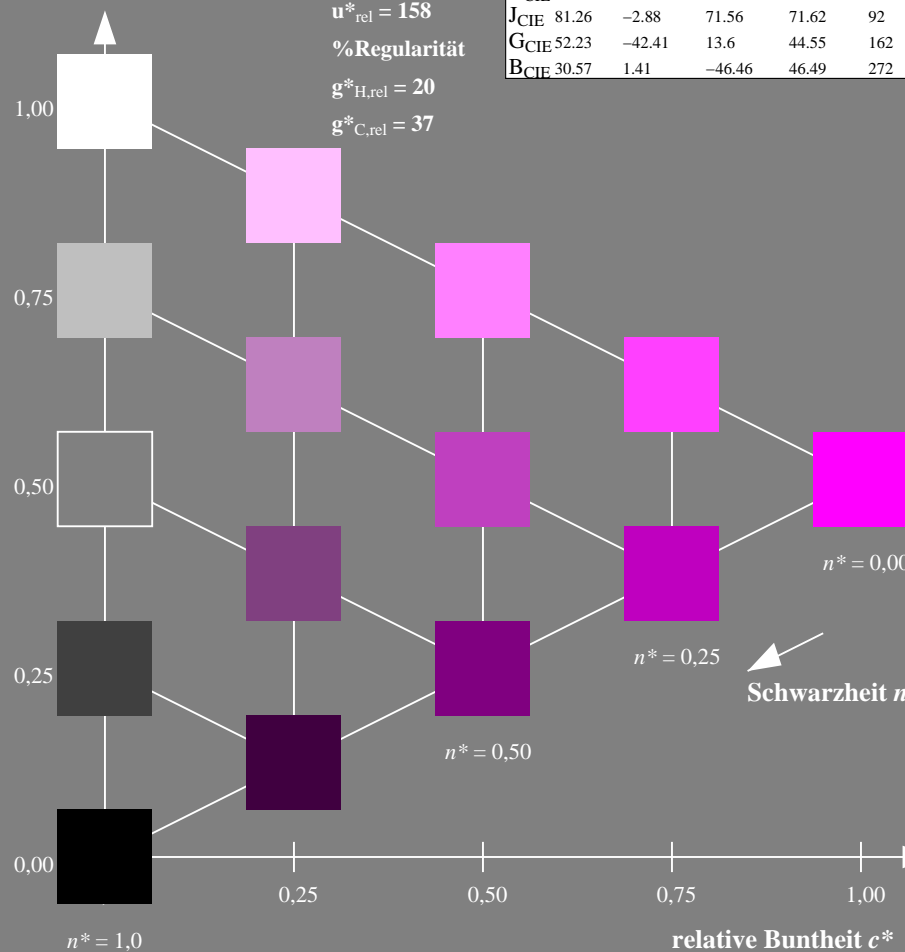 u*rel = 158
%Regularität
g*H,rel = 20
g*C,rel = 37
JCIE 81.26 −2.88 71.56 71.62 92
GCIE 52.23 −42.41 13.6 44.55 162
BCIE 30.57 1.41 −46.46 46.49 272
1,00
0,75
0,50
n* = 0,00
0,25
n* = 0,25
Schwarzheit n
n* = 0,50
0,00
0,25 0,50 0,75 1,00
n* = 1,0
relative Buntheit c*